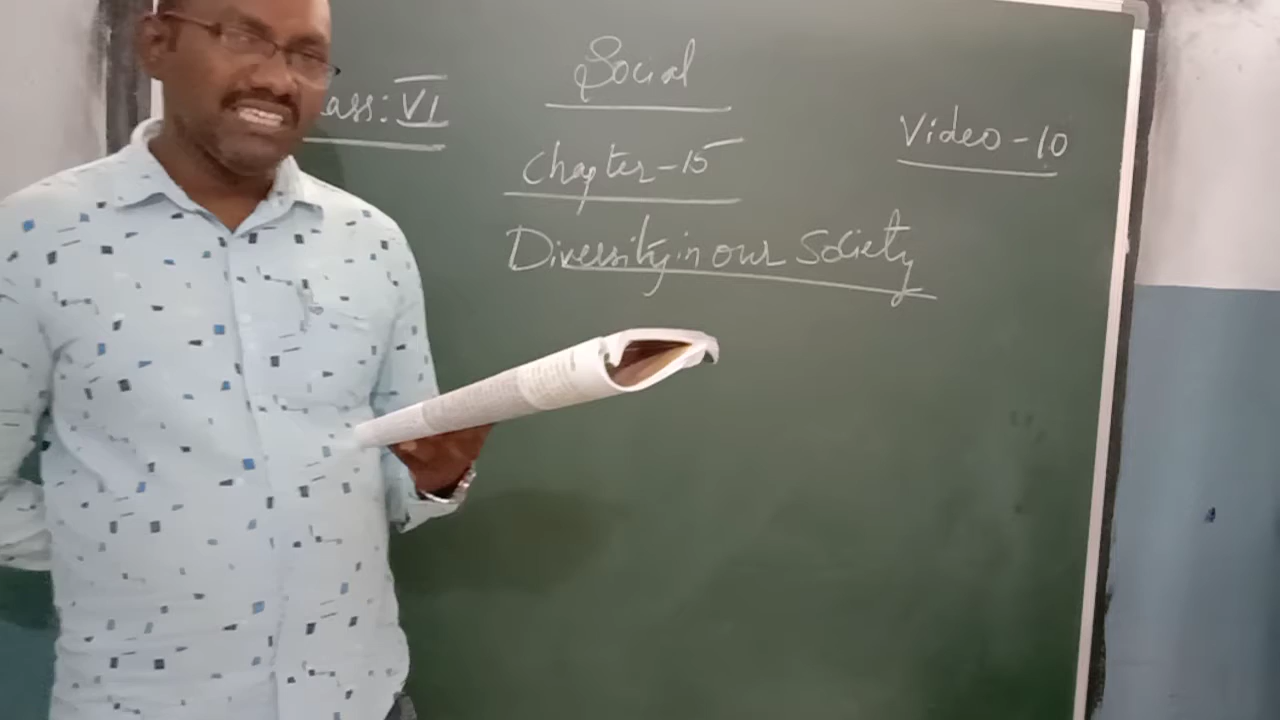 Social
ass: VI
Video - 10
Chapter - 15
Diversity in our Society